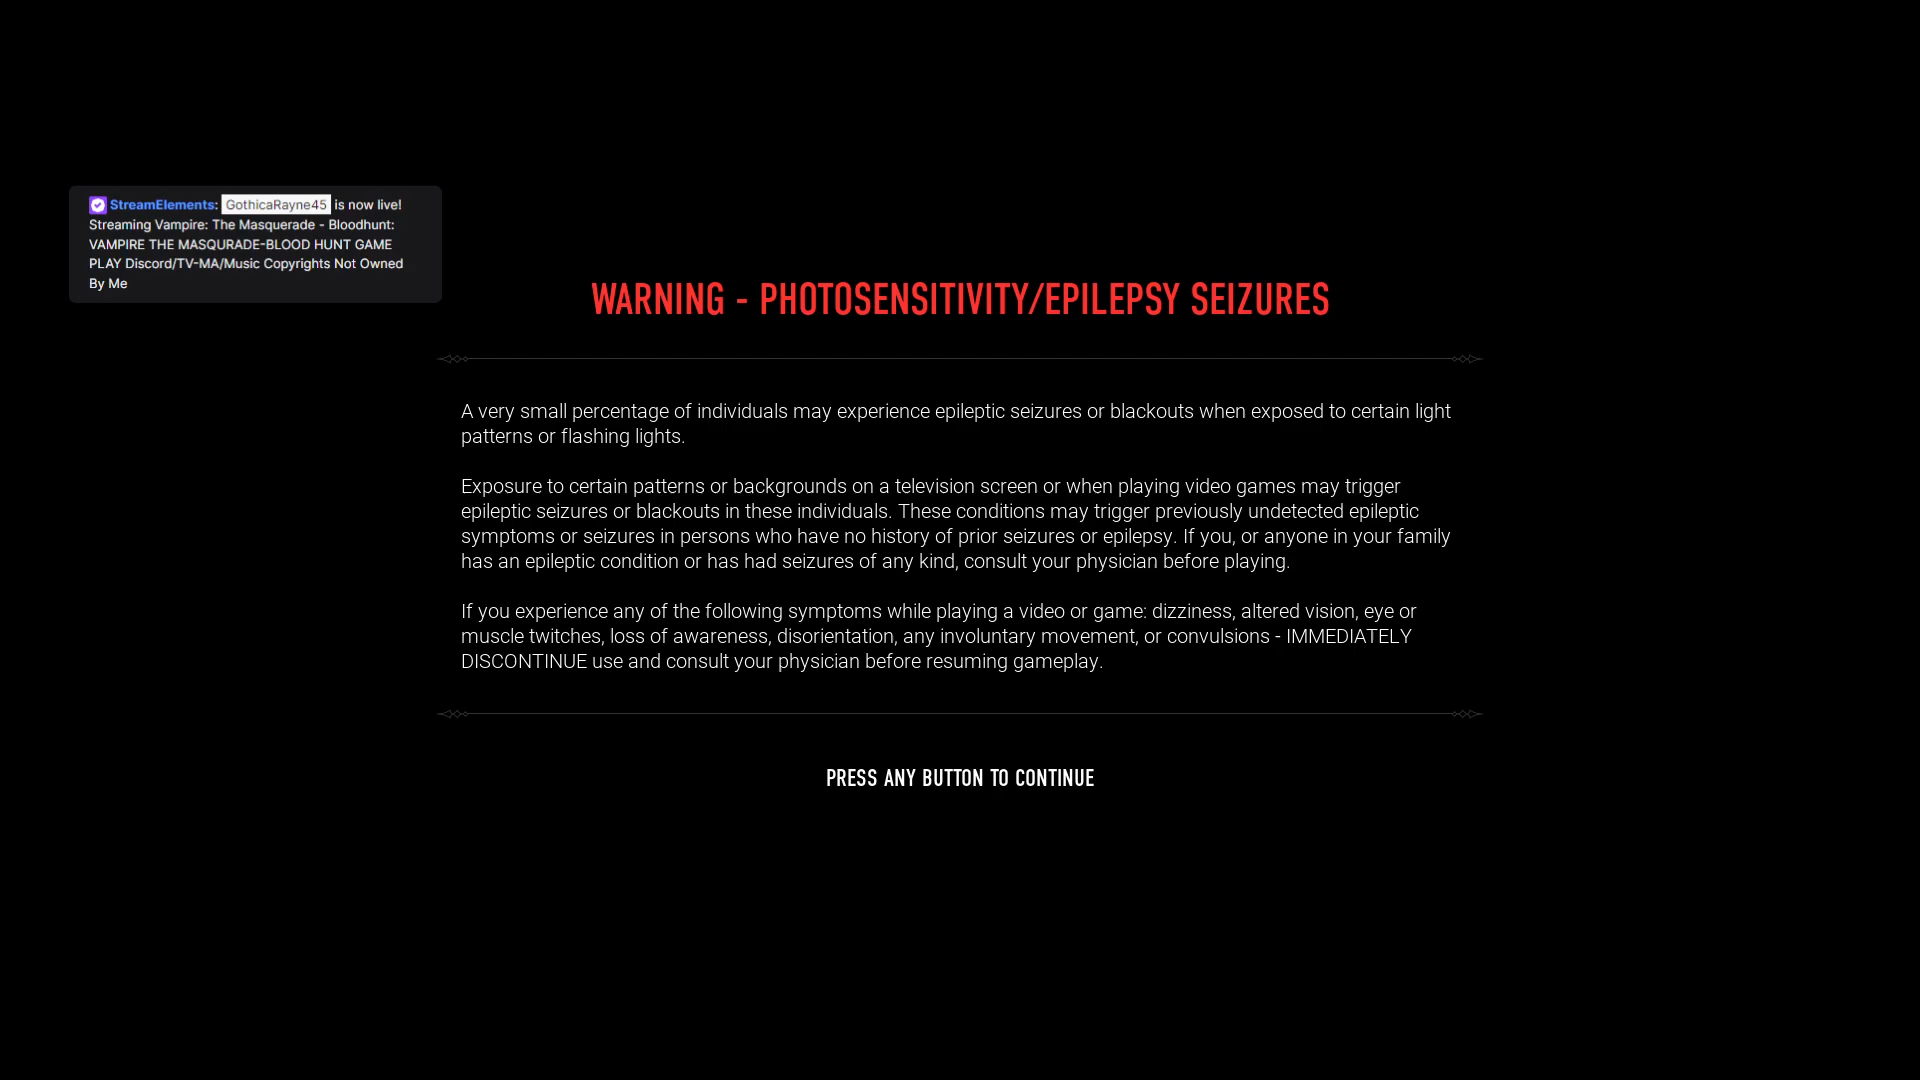 StreamElements: GothicaRayne45 is now live!
Streaming Vampire: The Masquerade - Bloodhunt:
VAMPIRE THE MASQURADE-BLOOD HUNT GAME
PLAY Discord/TV-MA/Music Copyrights Not Owned
By Me
WARNING - PHOTOSENSITIVITY/EPILEPSY SEIZURES
A very small percentage of individuals may experience epileptic seizures or blackouts when exposed to certain light
patterns or flashing lights.
Exposure to certain patterns or backgrounds on a television screen or when playing video games may trigger
epileptic seizures or blackouts in these individuals. These conditions may trigger previously undetected epileptic
symptoms or seizures in persons who have no history of prior seizures or epilepsy. If you, or anyone in your family
has an epileptic condition or has had seizures of any kind, consult your physician before playing.
If you experience any of the following symptoms while playing a video or game: dizziness, altered vision, eye or
muscle twitches, loss of awareness, disorientation, any involuntary movement, or convulsions - IMMEDIATELY
DISCONTINUE use and consult your physician before resuming gameplay.
PRESS ANY BUTTON TO CONTINUE